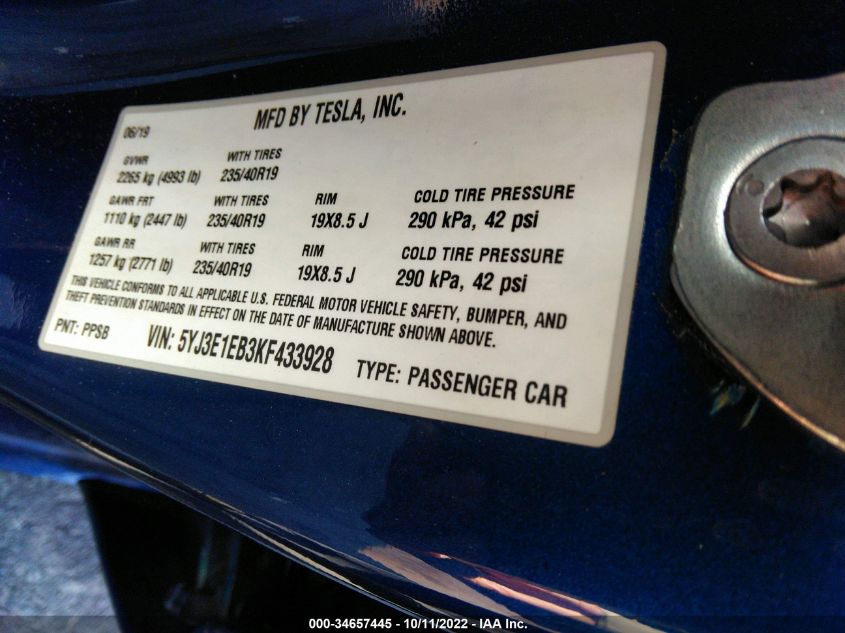 MFD BY TESLA, INC.
06/19
GVWR WITH TIRES
2265 kg (4993 lb) 235/40R19
GAWR FRT WITH TIRES RIM COLD TIRE PRESSURE
1110 kg (2447 lb) 235/40R19 19X8.5 J 290 kPa, 42 psi
GAWR RR WITH TIRES RIM COLD TIRE PRESSURE
1257 kg (2771 lb) 235/40R19 19X8.5 J 290 kPa, 42 psi
THIS VEHICLE CONFORMS TO ALL APPLICABLE U.S. FEDERAL MOTOR VEHICLE SAFETY, BUMPER, AND
THEFT PREVENTION STANDARDS IN EFFECT ON THE DATE OF MANUFACTURE SHOWN ABOVE.
PNT: PPSB VIN: 5YJ3E1EB3KF433928 TYPE: PASSENGER CAR
000-34657445 - 10/11/2022 - IAA Inc.